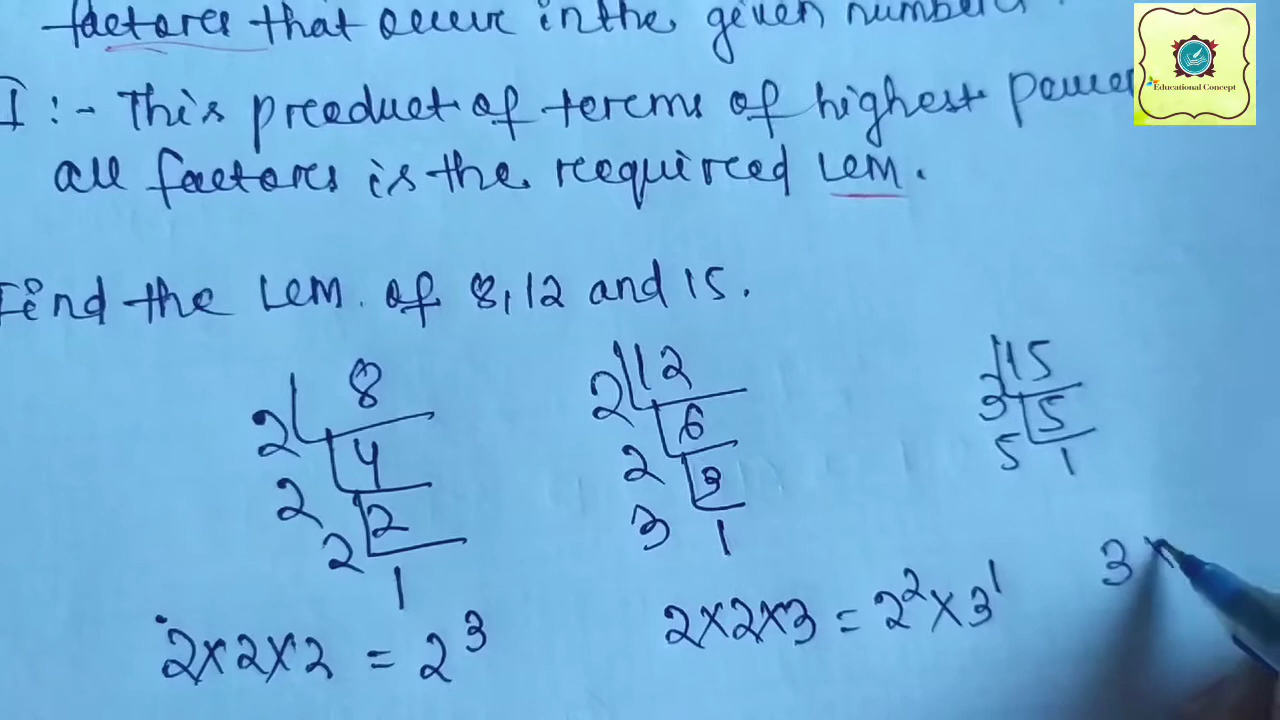 factores that occur in the given numbers.
I :- This product of terms of highest power
all factores is the required LCM.
Find the LCM. of 8, 12 and 15.
2 8
2 4
2 2
1
2 12
2 6
3 3
1
3 15
5 5
1
2×2×2 = 2³
2×2×3 = 2²×3¹
3 ×
Educational Concept